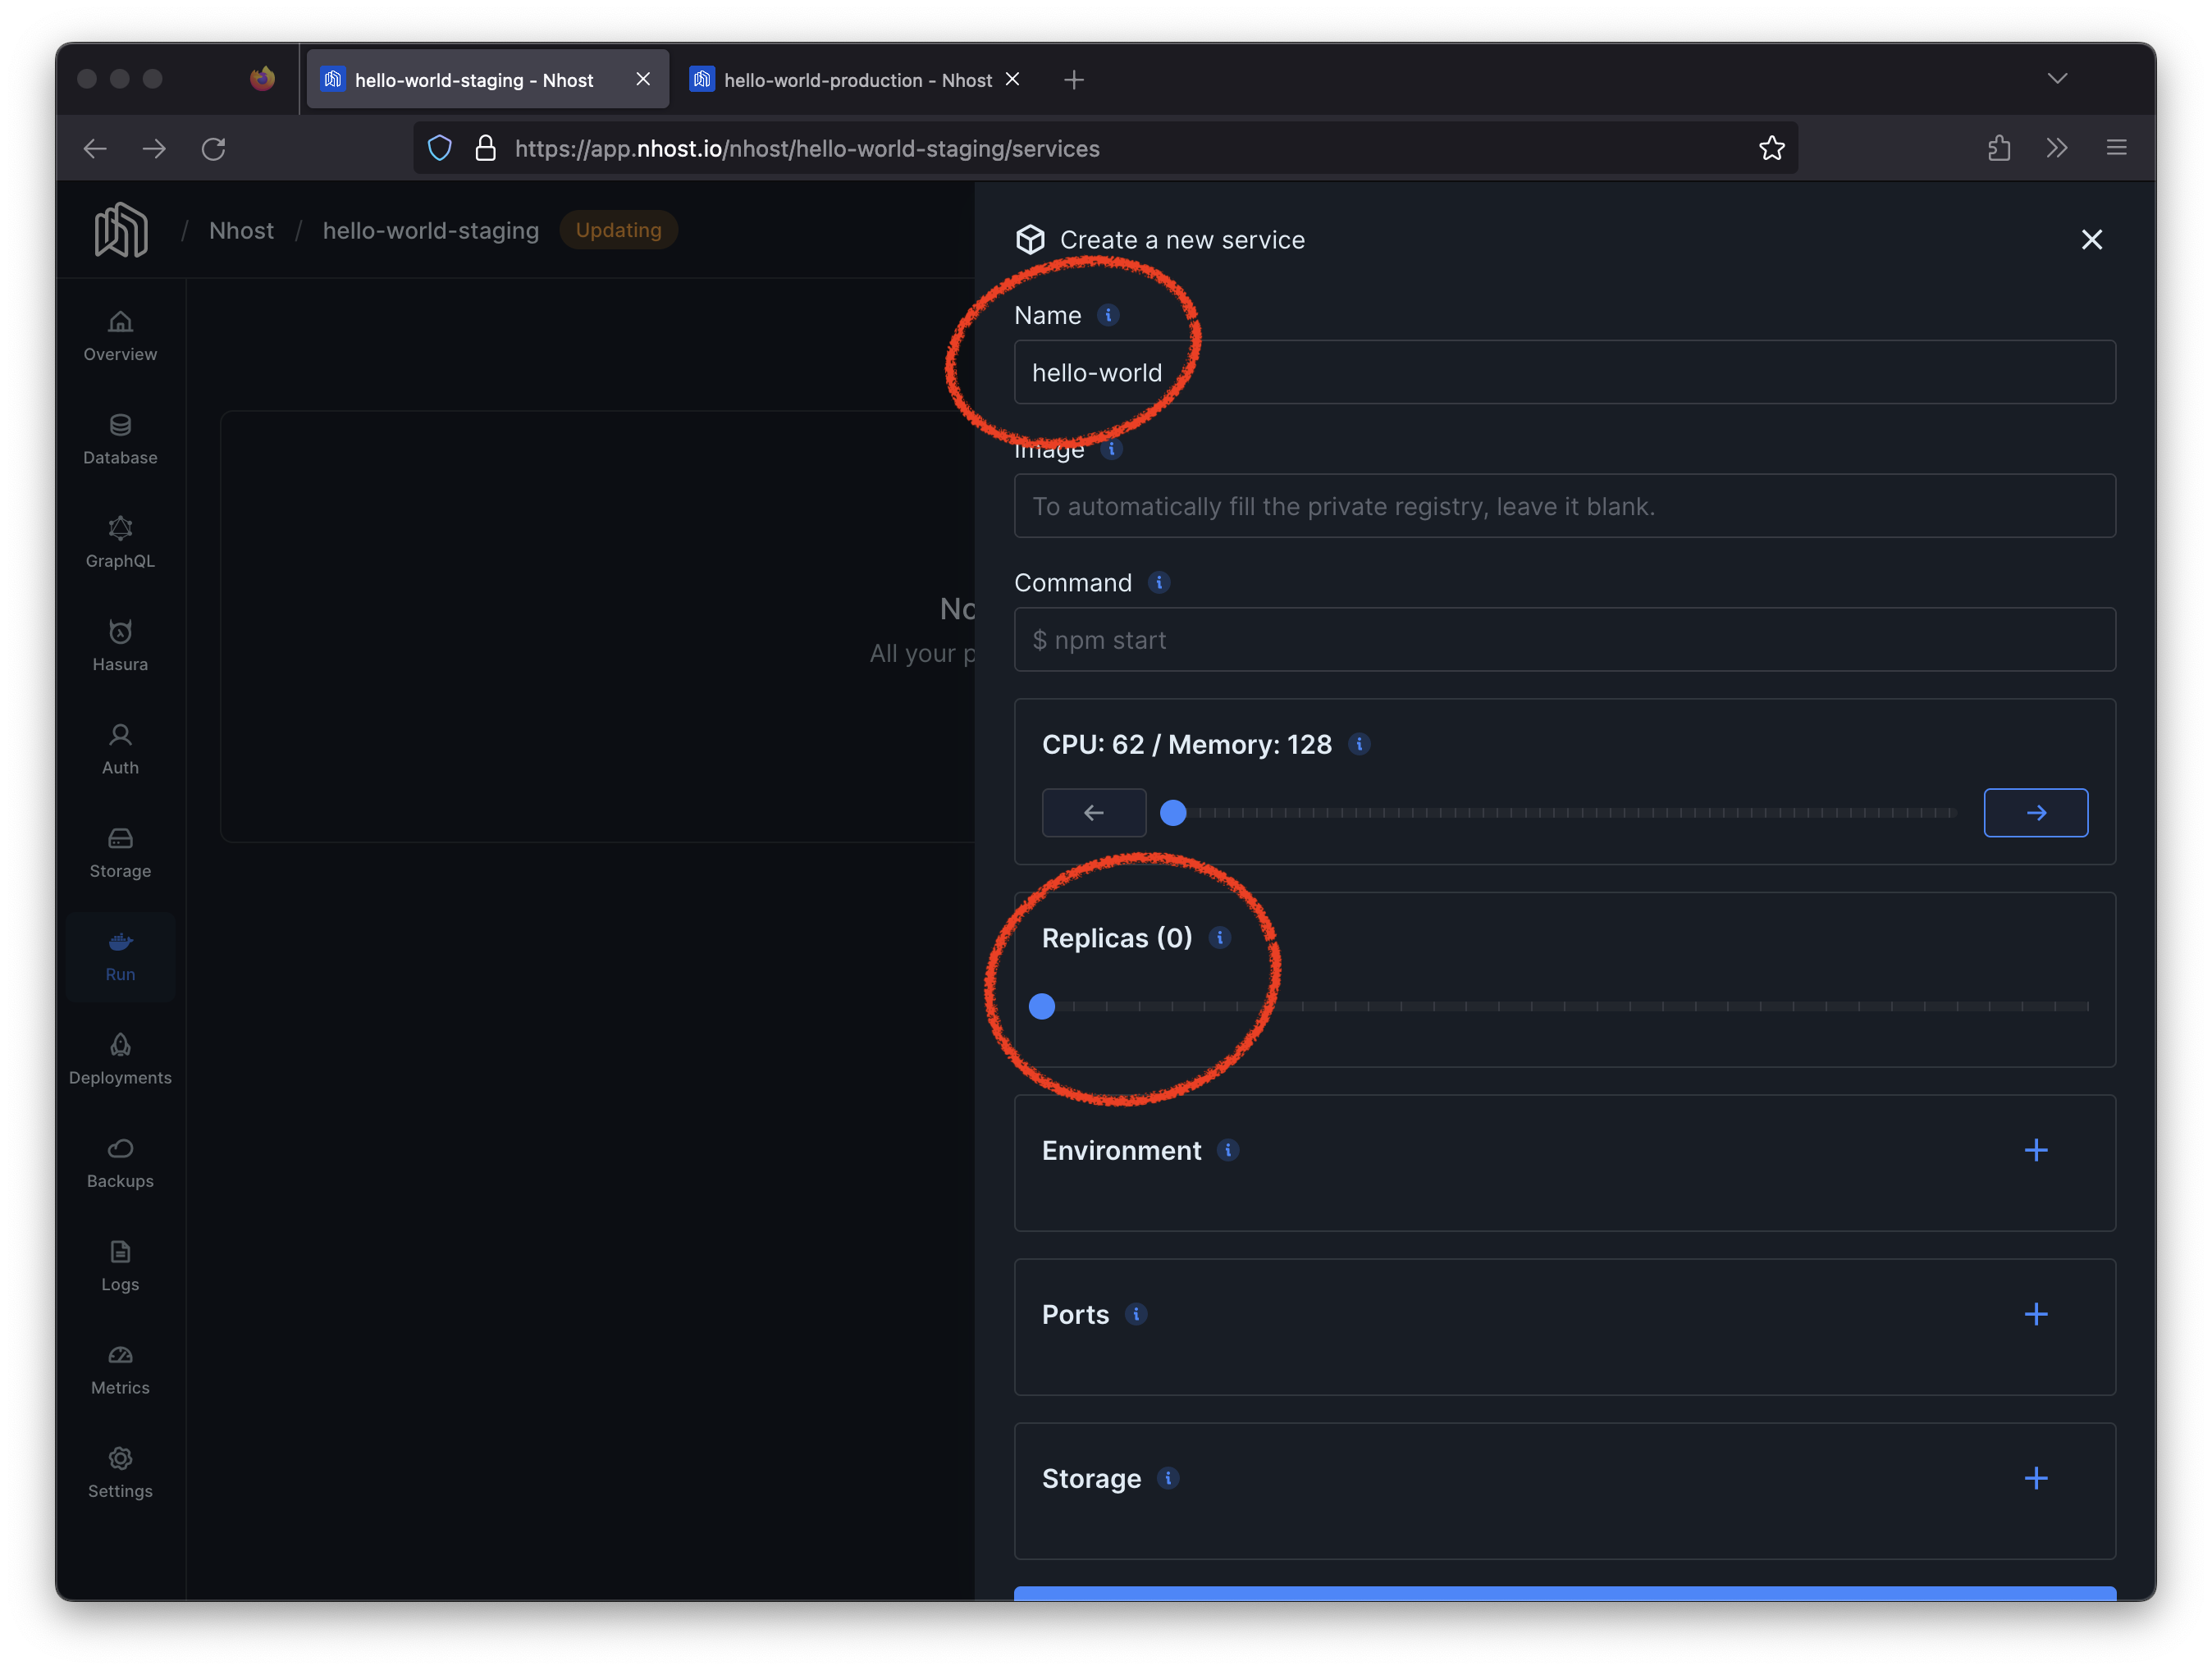 hello-world-staging - Nhost
hello-world-production - Nhost
https://app.nhost.io/nhost/hello-world-staging/services
/ Nhost / hello-world-staging Updating
Overview
Database
GraphQL
Hasura
Auth
Storage
Run
Deployments
Backups
Logs
Metrics
Settings
All your
Create a new service
Name
hello-world
Image
To automatically fill the private registry, leave it blank.
Command
$ npm start
CPU: 62 / Memory: 128
Replicas (0)
Environment
Ports
Storage